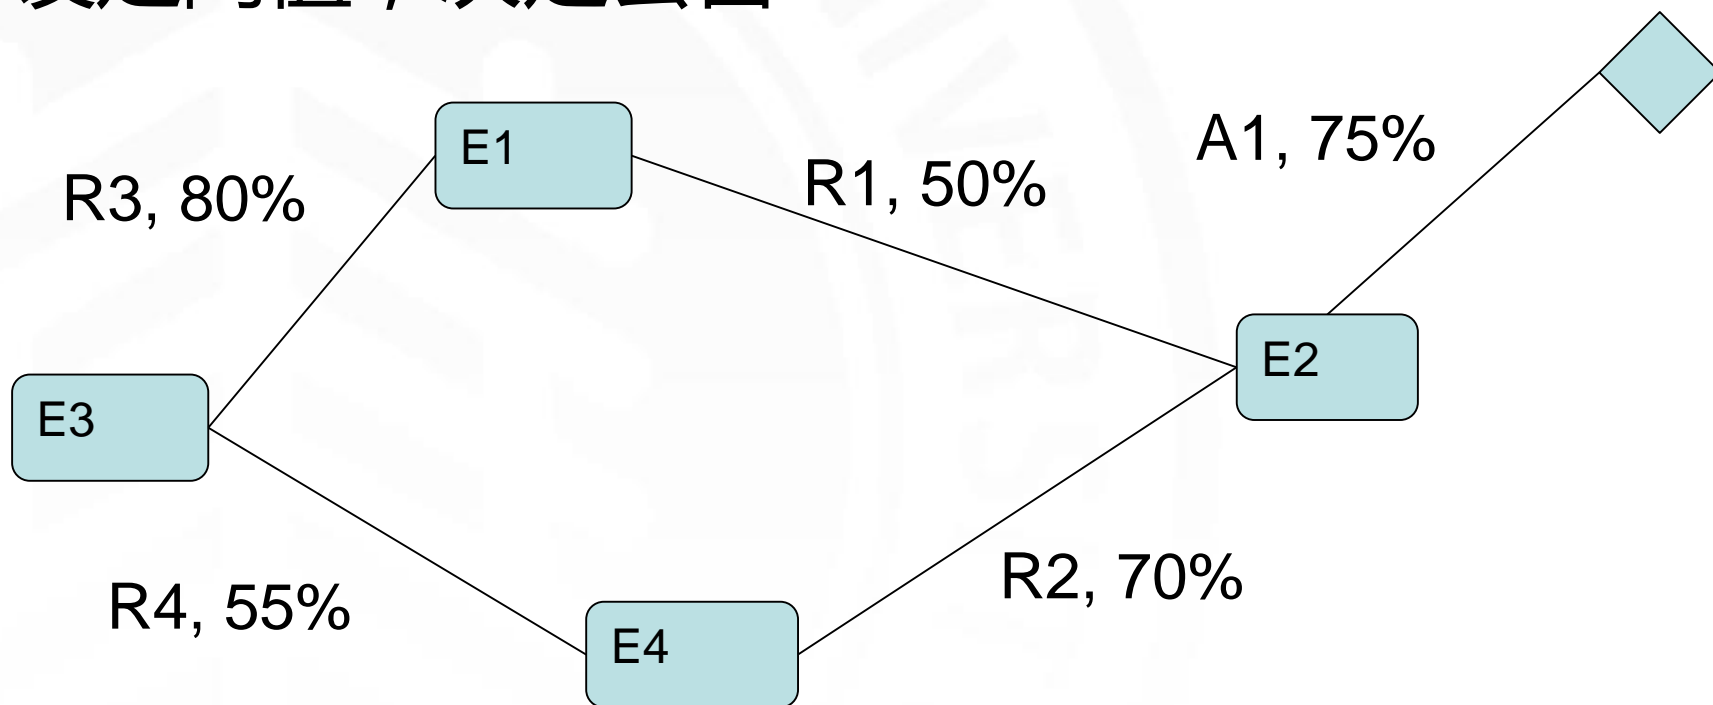 A1, 75%
E1
R1, 50%
R3, 80%
E2
E3
R2, 70%
R4, 55%
E4